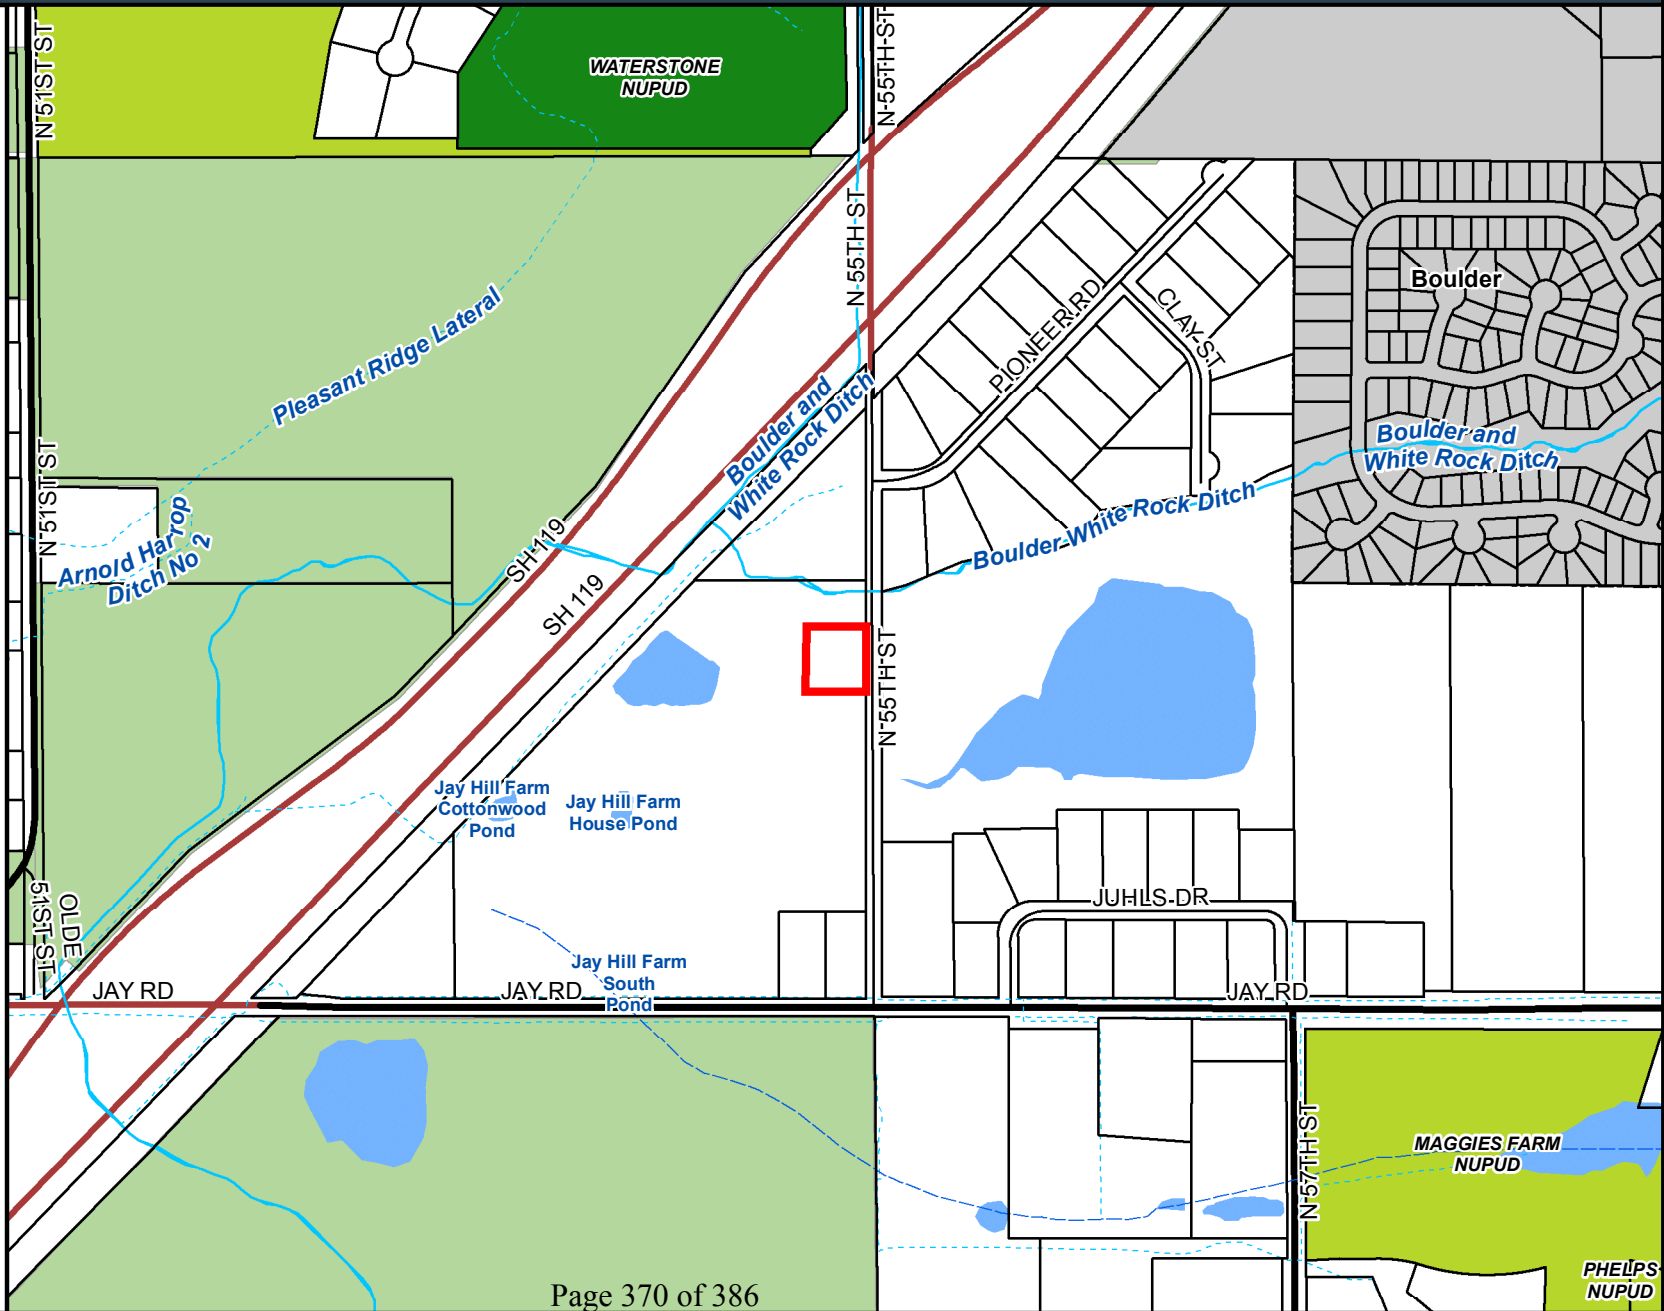 N 51ST ST
WATERSTONE
NUPUD
N 55TH ST
N 55TH ST
Boulder
PIONEER RD
CLAY ST
Pleasant Ridge Lateral
Boulder and
White Rock Ditch
Boulder and
White Rock Ditch
N 51ST ST
Arnold Harrop
Ditch No 2
Boulder White Rock Ditch
SH 119
SH 119
N 55TH ST
Jay Hill Farm
Cottonwood
Pond
Jay Hill Farm
House Pond
JUHLS DR
OLDE
51ST ST
Jay Hill Farm
South
Pond
JAY RD
JAY RD
JAY RD
N 57TH ST
MAGGIES FARM
NUPUD
PHELPS
NUPUD
Page 370 of 386